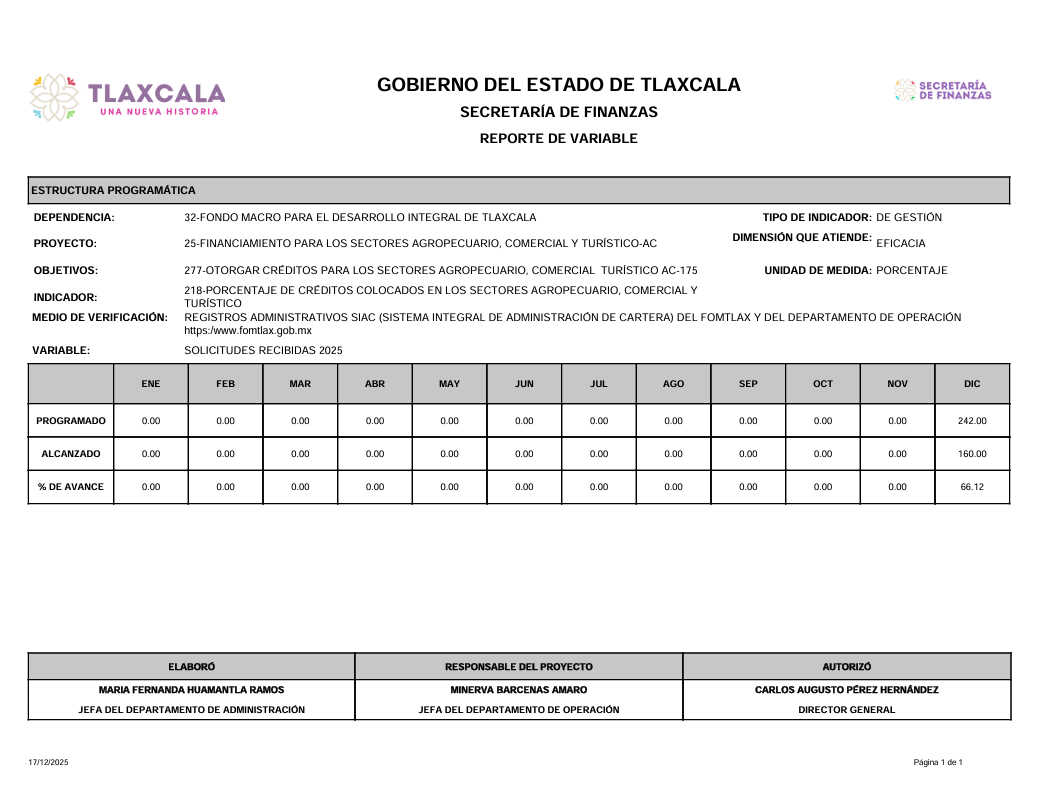 TLAXCALA
UNA NUEVA HISTORIA
GOBIERNO DEL ESTADO DE TLAXCALA
SECRETARÍA DE FINANZAS
REPORTE DE VARIABLE
SECRETARÍA
DE FINANZAS
ESTRUCTURA PROGRAMÁTICA
DEPENDENCIA: 32-FONDO MACRO PARA EL DESARROLLO INTEGRAL DE TLAXCALA TIPO DE INDICADOR: DE GESTIÓN
PROYECTO: 25-FINANCIAMIENTO PARA LOS SECTORES AGROPECUARIO, COMERCIAL Y TURÍSTICO-AC DIMENSIÓN QUE ATIENDE: EFICACIA
OBJETIVOS: 277-OTORGAR CRÉDITOS PARA LOS SECTORES AGROPECUARIO, COMERCIAL  TURÍSTICO AC-175 UNIDAD DE MEDIDA: PORCENTAJE
INDICADOR: 218-PORCENTAJE DE CRÉDITOS COLOCADOS EN LOS SECTORES AGROPECUARIO, COMERCIAL Y
TURÍSTICO
MEDIO DE VERIFICACIÓN: REGISTROS ADMINISTRATIVOS SIAC (SISTEMA INTEGRAL DE ADMINISTRACIÓN DE CARTERA) DEL FOMTLAX Y DEL DEPARTAMENTO DE OPERACIÓN
https:/www.fomtlax.gob.mx
VARIABLE: SOLICITUDES RECIBIDAS 2025
ENE FEB MAR ABR MAY JUN JUL AGO SEP OCT NOV DIC
PROGRAMADO 0.00 0.00 0.00 0.00 0.00 0.00 0.00 0.00 0.00 0.00 0.00 242.00
ALCANZADO 0.00 0.00 0.00 0.00 0.00 0.00 0.00 0.00 0.00 0.00 0.00 160.00
% DE AVANCE 0.00 0.00 0.00 0.00 0.00 0.00 0.00 0.00 0.00 0.00 0.00 66.12
ELABORÓ RESPONSABLE DEL PROYECTO AUTORIZÓ
MARIA FERNANDA HUAMANTLA RAMOS MINERVA BARCENAS AMARO CARLOS AUGUSTO PÉREZ HERNÁNDEZ
JEFA DEL DEPARTAMENTO DE ADMINISTRACIÓN JEFA DEL DEPARTAMENTO DE OPERACIÓN DIRECTOR GENERAL
17/12/2025 Página 1 de 1